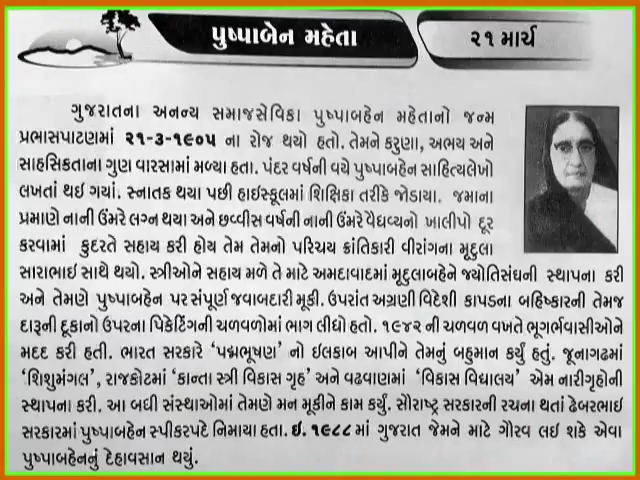 પુષ્પાબેન મહેતા
૨૧ માર્ચ
ગુજરાતના અનન્ય સમાજસેવિકા પુષ્પાબહેન મહેતાનો જન્મ
પ્રભાસપાટણમાં ૨૧-૩-૧૯૦૫ ના રોજ થયો હતો. તેમને કરુણા, અભય અને
સાહસિકતાના ગુણ વારસામાં મળ્યા હતા. પંદર વર્ષની વયે પુષ્પાબહેન સાહિત્યલેખો
લખતાં થઈ ગયાં. સ્નાતક થયા પછી હાઈસ્કૂલમાં શિક્ષિકા તરીકે જોડાયા. જમાના
પ્રમાણે નાની ઉંમરે લગ્ન થયા અને છવ્વીસ વર્ષની નાની ઉંમરે વૈધવ્યનો ખાલીપો દૂર
કરવામાં કુદરતે સહાય કરી હોય તેમ તેમનો પરિચય ક્રાંતિકારી વીરાંગના મૃદુલા
સારાભાઈ સાથે થયો. સ્ત્રીઓને સહાય મળે તે માટે અમદાવાદમાં મૃદુલાબહેને જ્યોતિસંઘની સ્થાપના કરી
અને તેમણે પુષ્પાબહેન પર સંપૂર્ણ જવાબદારી મૂકી. ઉપરાંત અગ્રણી વિદેશી કાપડના બહિષ્કારની તેમજ
દારૂની દૂકાનો ઉપરના પિકેટિંગની ચળવળોમાં ભાગ લીધો હતો. ૧૯૪૨ ની ચળવળ વખતે ભૂગર્ભવાસીઓને
મદદ કરી હતી. ભારત સરકારે ‘પદ્મભૂષણ’ નો ઈલકાબ આપીને તેમનું બહુમાન કર્યું હતું. જૂનાગઢમાં
‘શિશુમંગલ’, રાજકોટમાં ‘કાન્તા સ્ત્રી વિકાસ ગૃહ’ અને વઢવાણમાં ‘વિકાસ વિદ્યાલય’ એમ નારીગૃહોની
સ્થાપના કરી. આ બધી સંસ્થાઓમાં તેમણે મન મૂકીને કામ કર્યું. સૌરાષ્ટ્ર સરકારની રચના થતાં ઢેબરભાઈ
સરકારમાં પુષ્પાબહેન સ્પીકરપદે નિમાયા હતા. ઈ. ૧૯૮૮ માં ગુજરાત જેમને માટે ગૌરવ લઈ શકે એવા
પુષ્પાબહેનનું દેહાવસાન થયું.